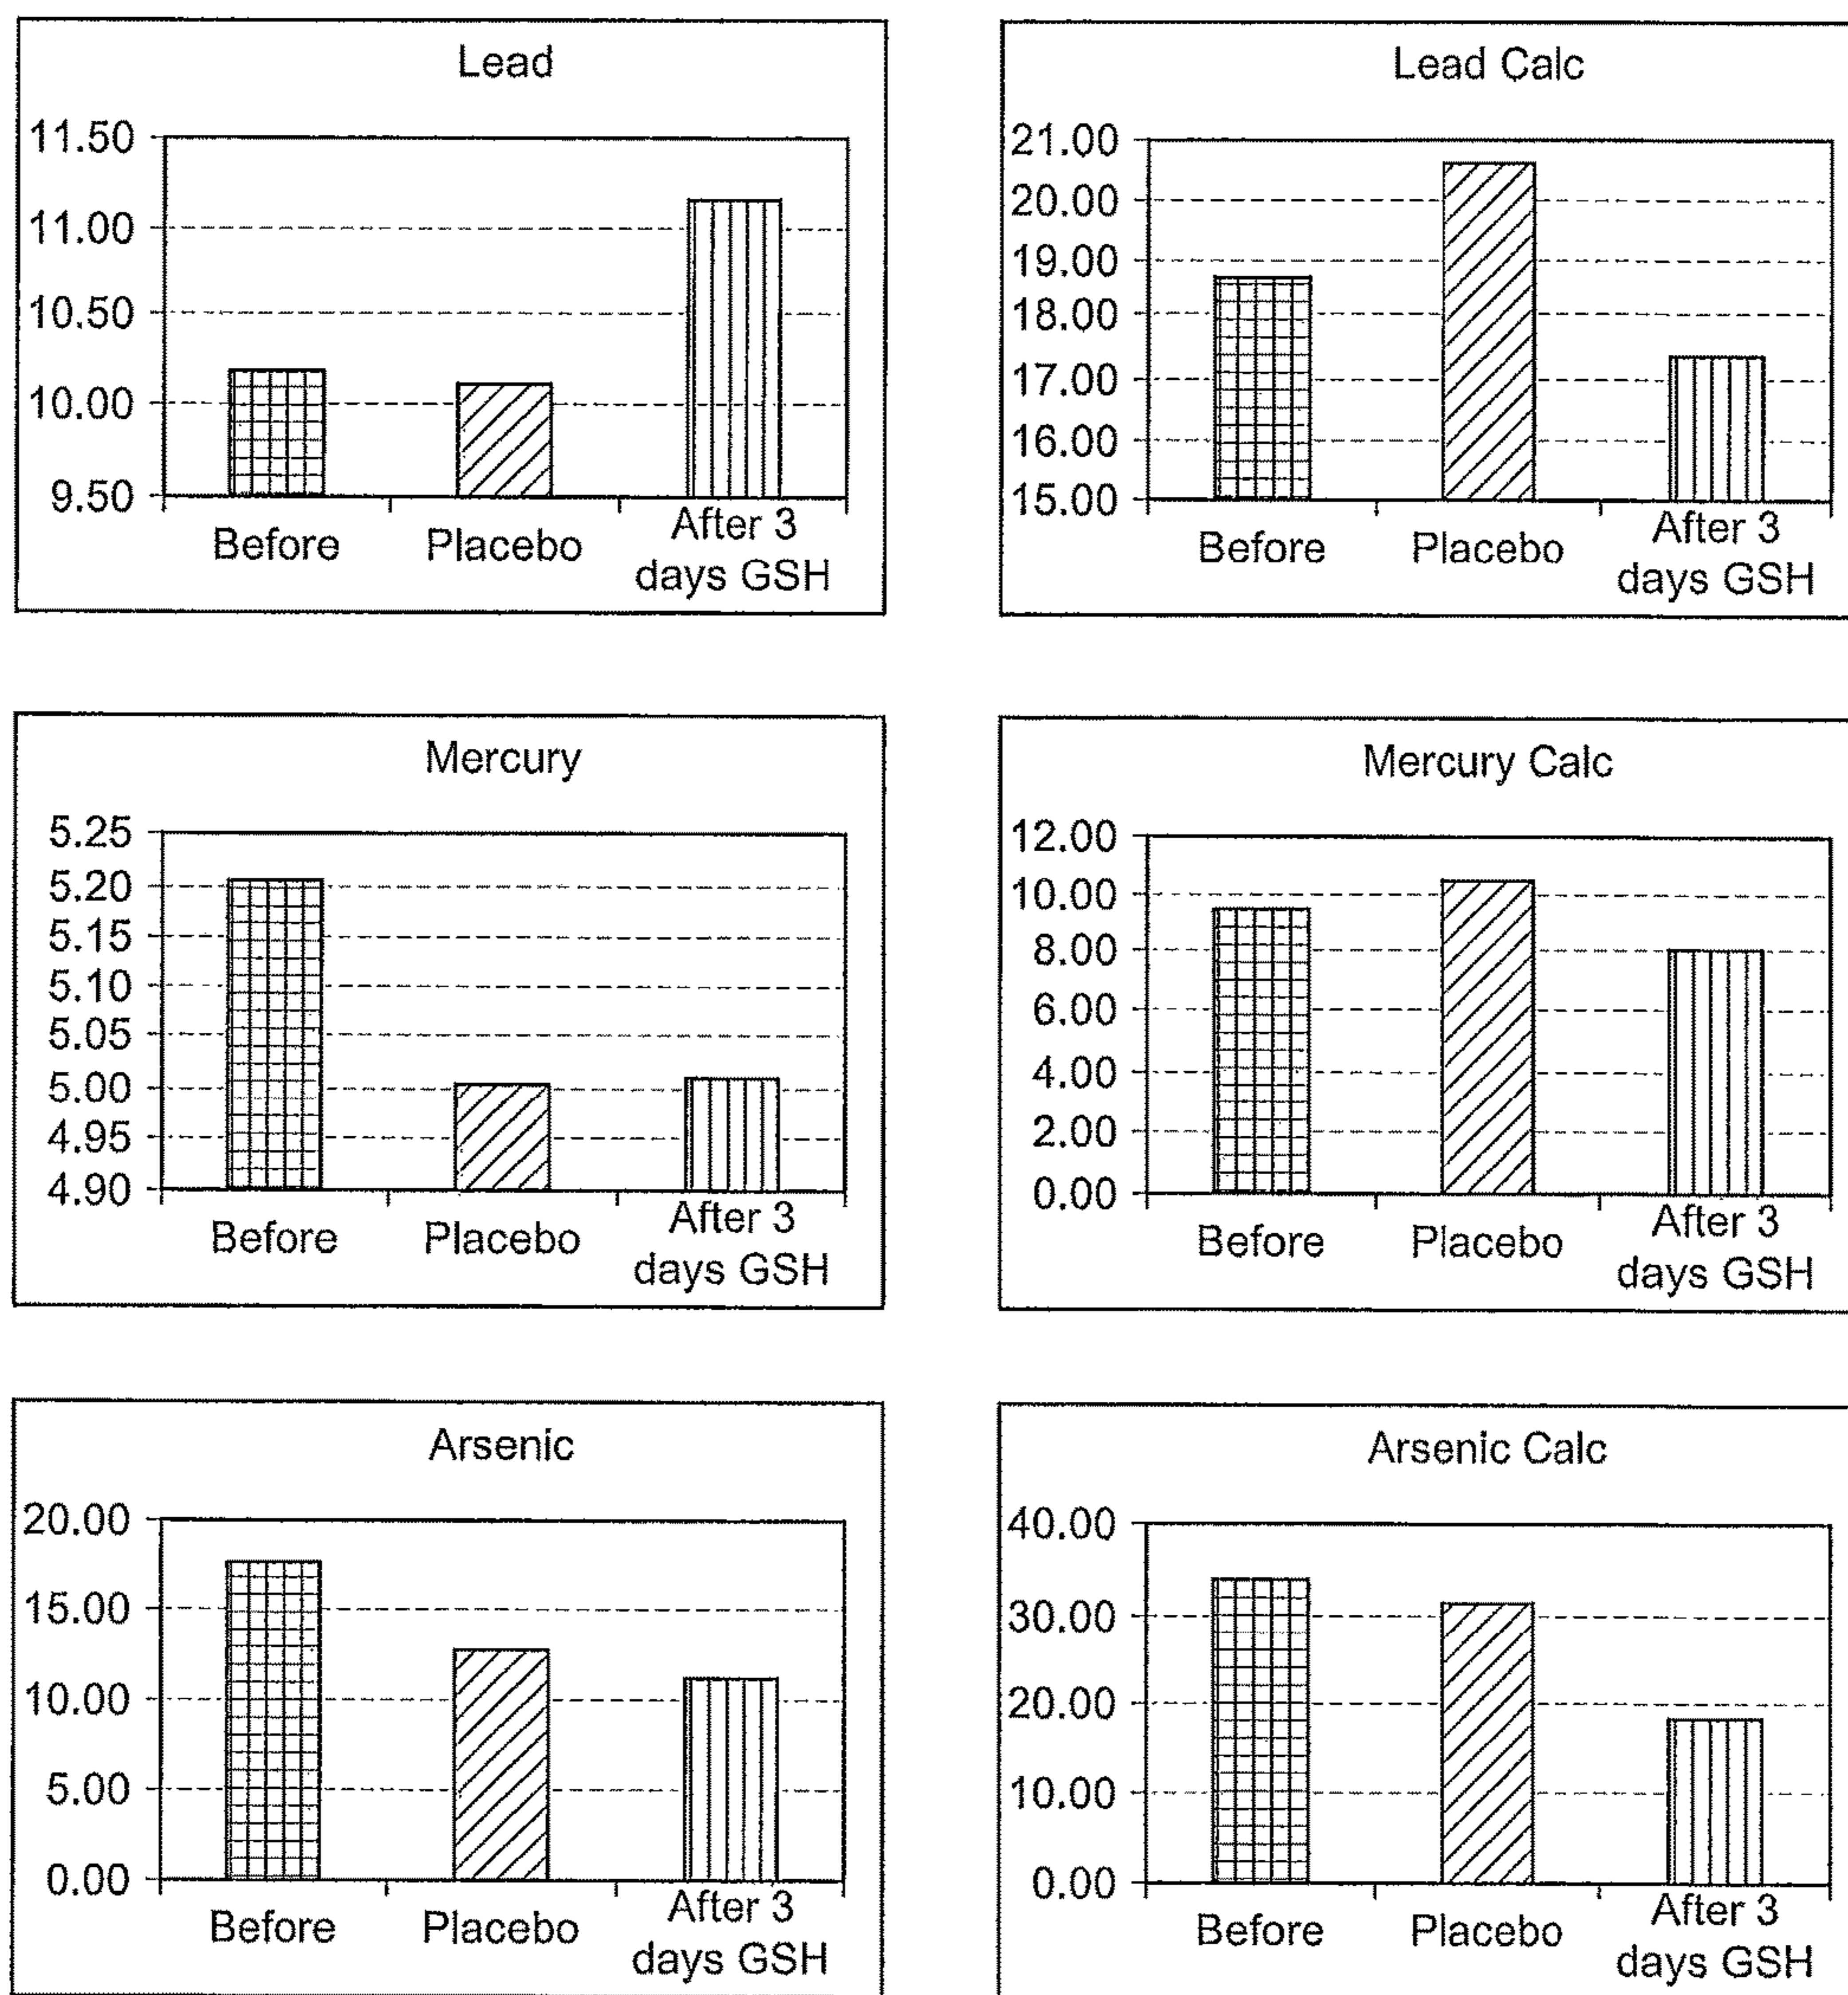 Lead
11.50
11.00
10.50
10.00
9.50
Before
Placebo
After 3
days GSH
Lead Calc
21.00
20.00
19.00
18.00
17.00
16.00
15.00
Before
Placebo
After 3
days GSH
Mercury
5.25
5.20
5.15
5.10
5.05
5.00
4.95
4.90
Before
Placebo
After 3
days GSH
Mercury Calc
12.00
10.00
8.00
6.00
4.00
2.00
0.00
Before
Placebo
After 3
days GSH
Arsenic
20.00
15.00
10.00
5.00
0.00
Before
Placebo
After 3
days GSH
Arsenic Calc
40.00
30.00
20.00
10.00
0.00
Before
Placebo
After 3
days GSH